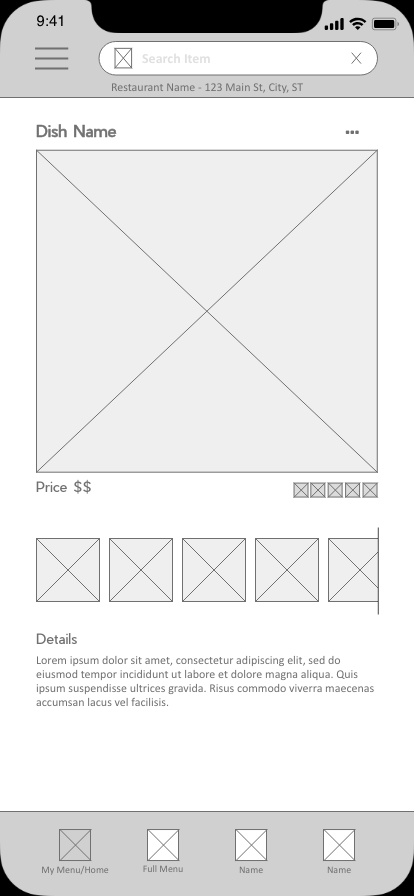 9:41
Search Item
Restaurant Name - 123 Main St, City, ST
Dish Name
Price $$
Details
Lorem ipsum dolor sit amet, consectetur adipiscing elit, sed do
eiusmod tempor incididunt ut labore et dolore magna aliqua. Quis
ipsum suspendisse ultrices gravida. Risus commodo viverra maecenas
accumsan lacus vel facilisis.
My Menu/Home
Full Menu
Name
Name